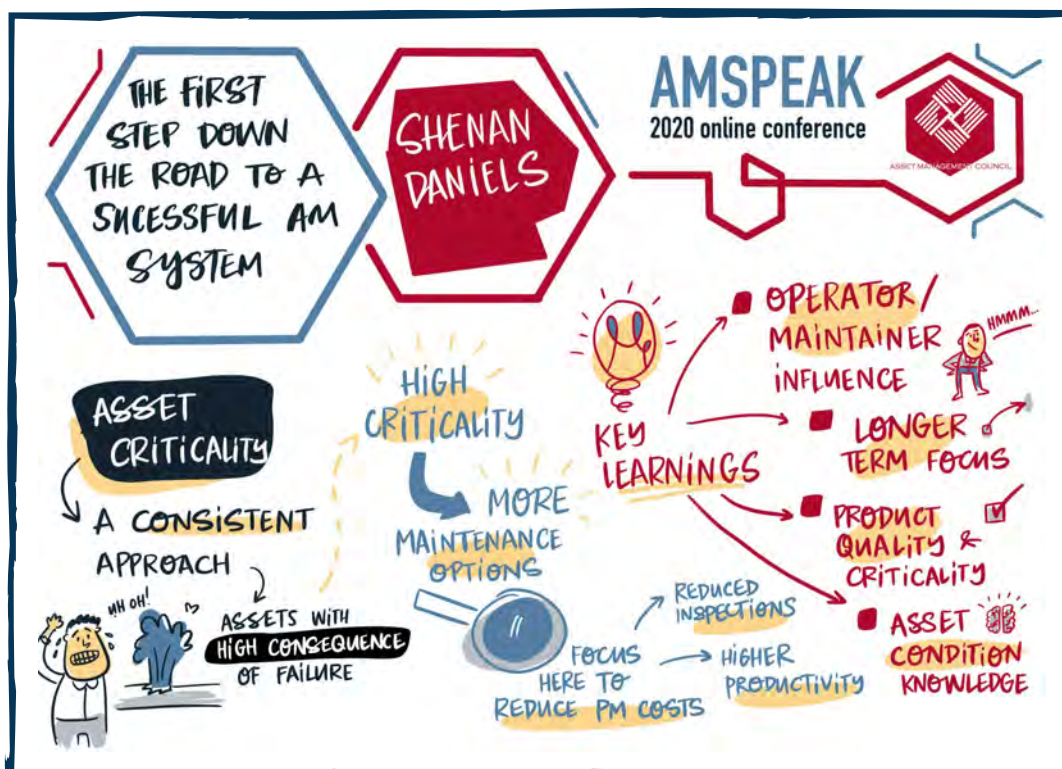 THE FIRST
STEP DOWN
THE ROAD TO A
SUCESSFUL AM
SYSTEM
SHENAN
DANIELS
AMSPEAK
2020 online conference
ASSET MANAGEMENT COUNCIL
ASSET
CRITICALITY
A CONSISTENT
APPROACH
UH OH!
ASSETS WITH
HIGH CONSEQUENCE
OF FAILURE
HIGH
CRITICALITY
MORE
MAINTENANCE
OPTIONS
FOCUS
HERE TO
REDUCE PM COSTS
REDUCED
INSPECTIONS
HIGHER
PRODUCTIVITY
KEY
LEARNINGS
OPERATOR/
MAINTAINER
INFLUENCE
HMMM...
LONGER
TERM FOCUS
PRODUCT
QUALITY &
CRITICALITY
ASSET
CONDITION
KNOWLEDGE